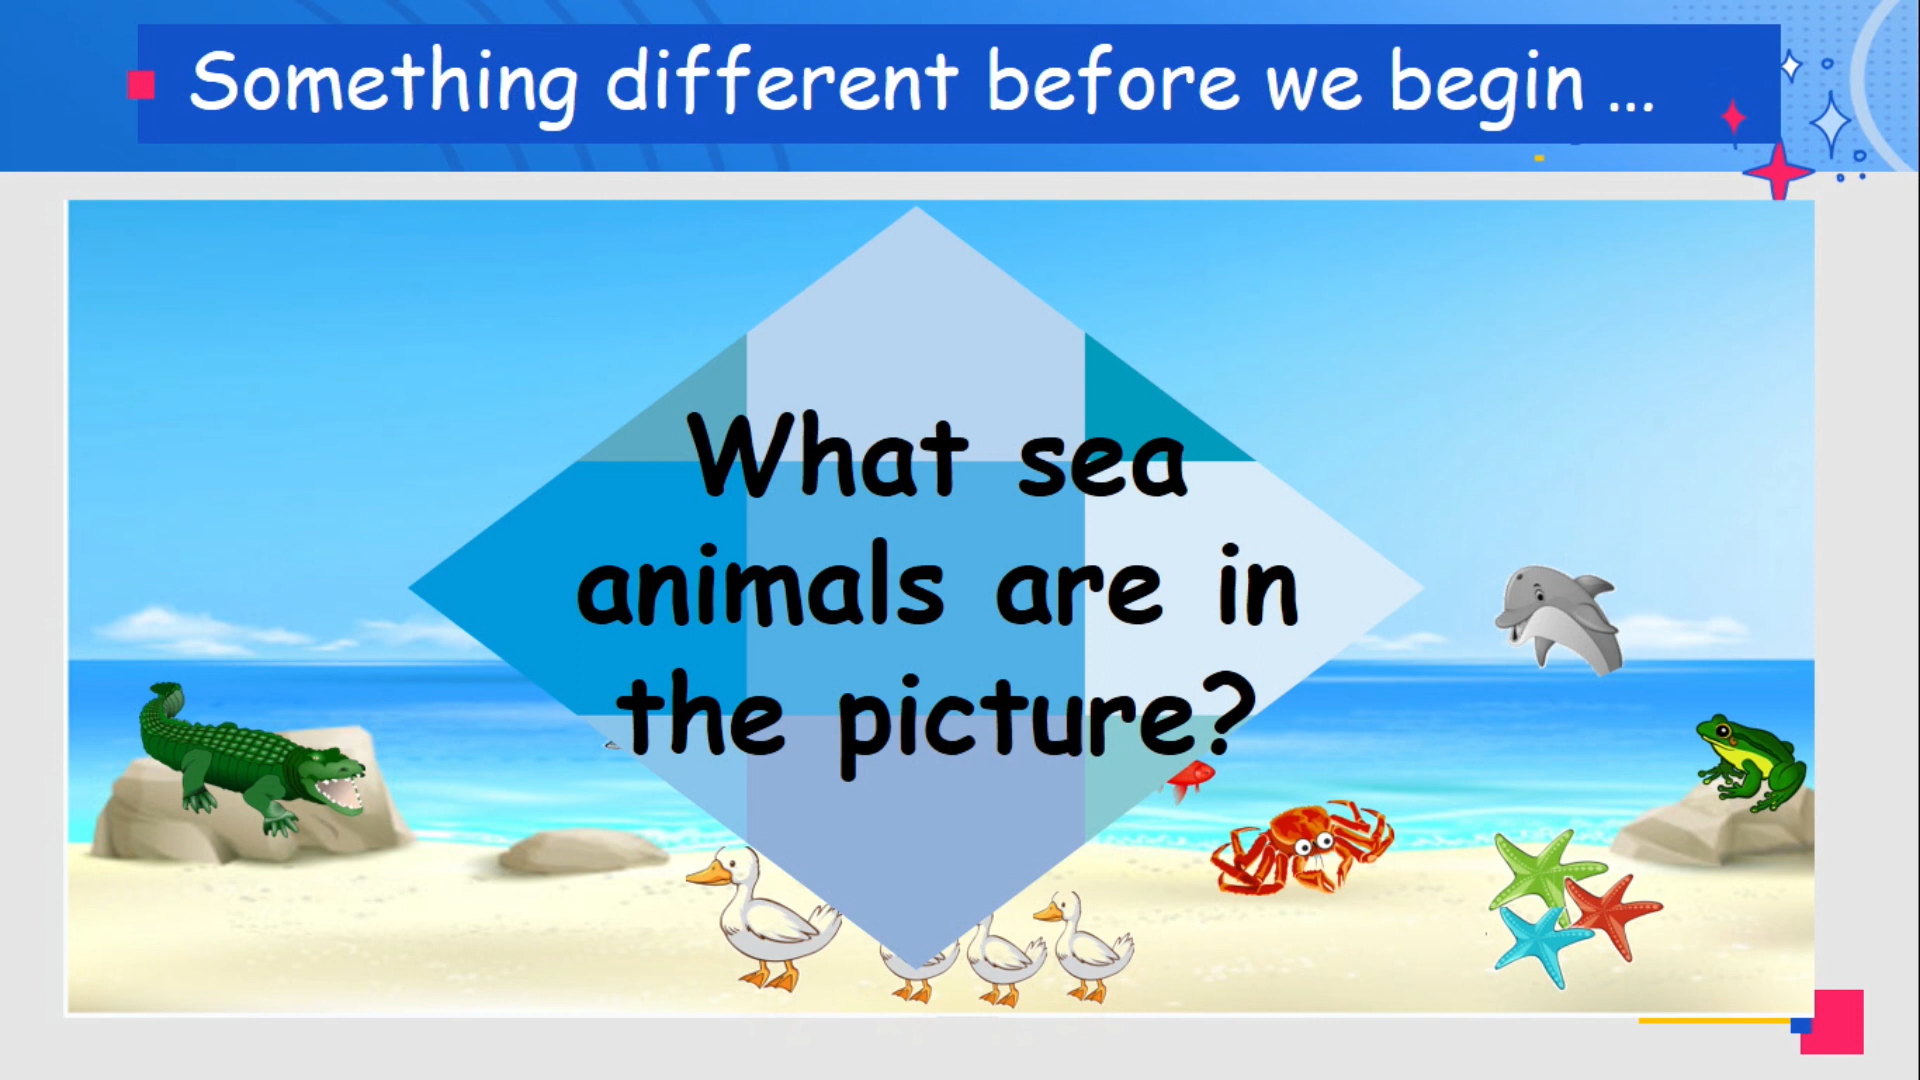 Something different before we begin ...
What sea
animals are in
the picture?